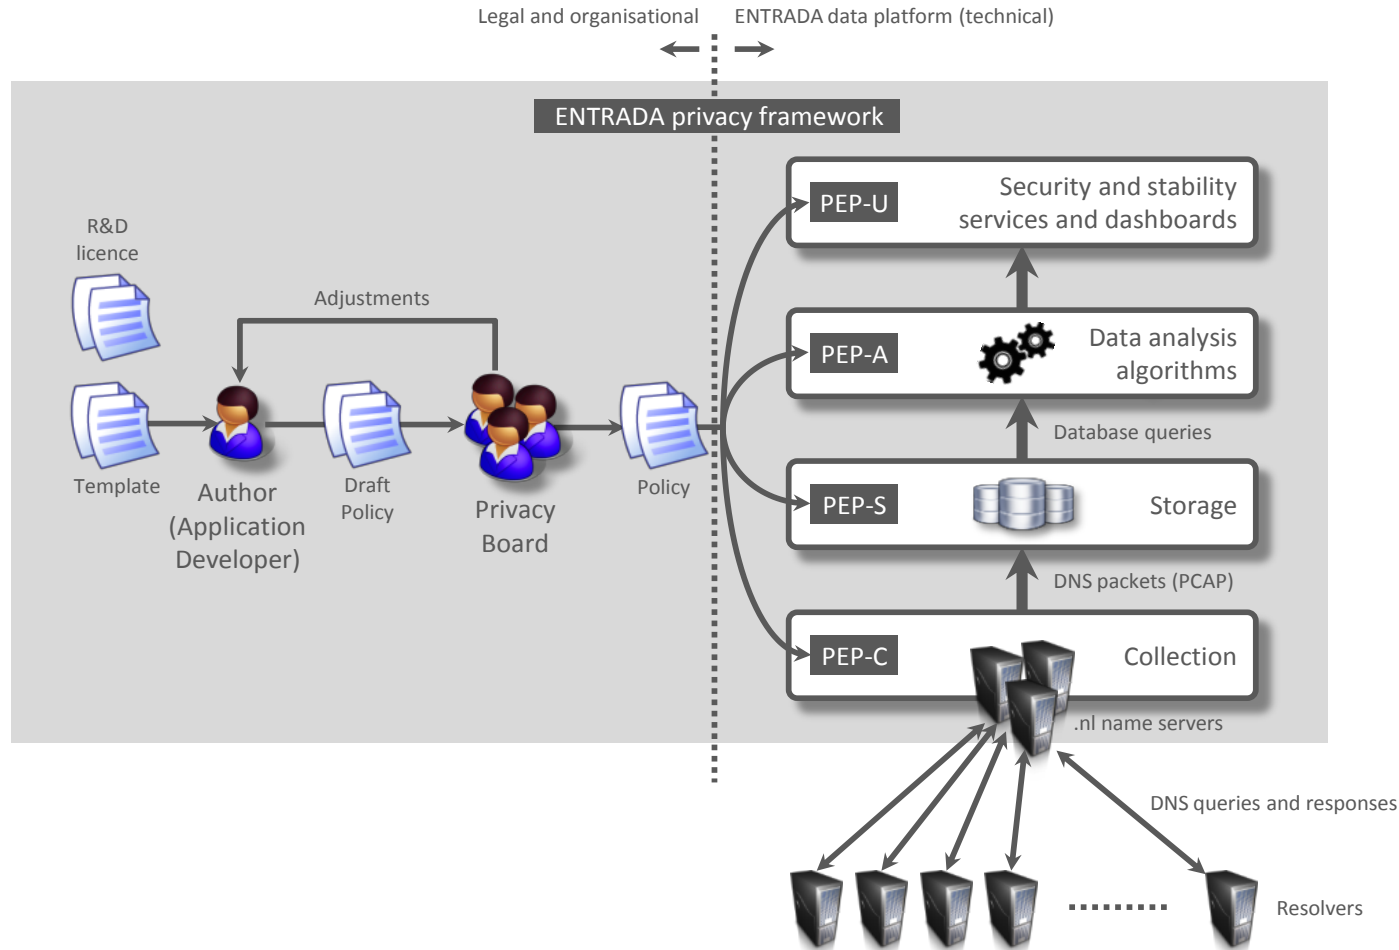 Legal and organisational
ENTRADA data platform (technical)
ENTRADA privacy framework
R&D
licence
Adjustments
Template
Author
(Application
Developer)
Draft
Policy
Privacy
Board
Policy
PEP-U
Security and stability
services and dashboards
PEP-A
Data analysis
algorithms
Database queries
PEP-S
Storage
DNS packets (PCAP)
PEP-C
Collection
.nl name servers
DNS queries and responses
Resolvers